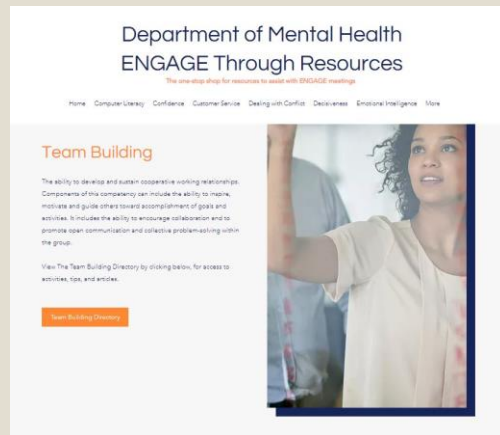 Department of Mental Health
ENGAGE Through Resources
The one-stop shop for resources to assist with ENGAGE meetings
Home Computer Literacy Confidence Customer Service Dealing with Conflict Decisiveness Emotional Intelligence More
Team Building
The ability to develop and sustain cooperative working relationships.
Components of this competency can include the ability to inspire,
motivate and guide others toward accomplishment of goals and
activities. It includes the ability to encourage collaboration and to
promote open communication and collective problem-solving within
the group.
View The Team Building Directory by clicking below, for access to
activities, tips, and articles.
Team Building Directory